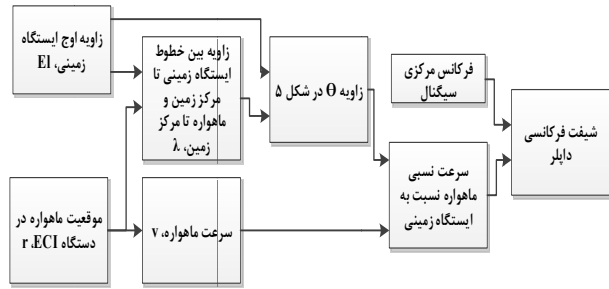 زاویه اوج ایستگاه
زمینی، El
زاویه بین خطوط
ایستگاه زمینی تا
مرکز زمین و
ماهواره تا مرکز
زمین، λ
زاویه Θ در شکل ۵
فرکانس مرکزی
سیگنال
شیفت فرکانسی
داپلر
سرعت نسبی
ماهواره نسبت به
ایستگاه زمینی
موقعیت ماهواره در
دستگاه ECI، r
سرعت ماهواره، v